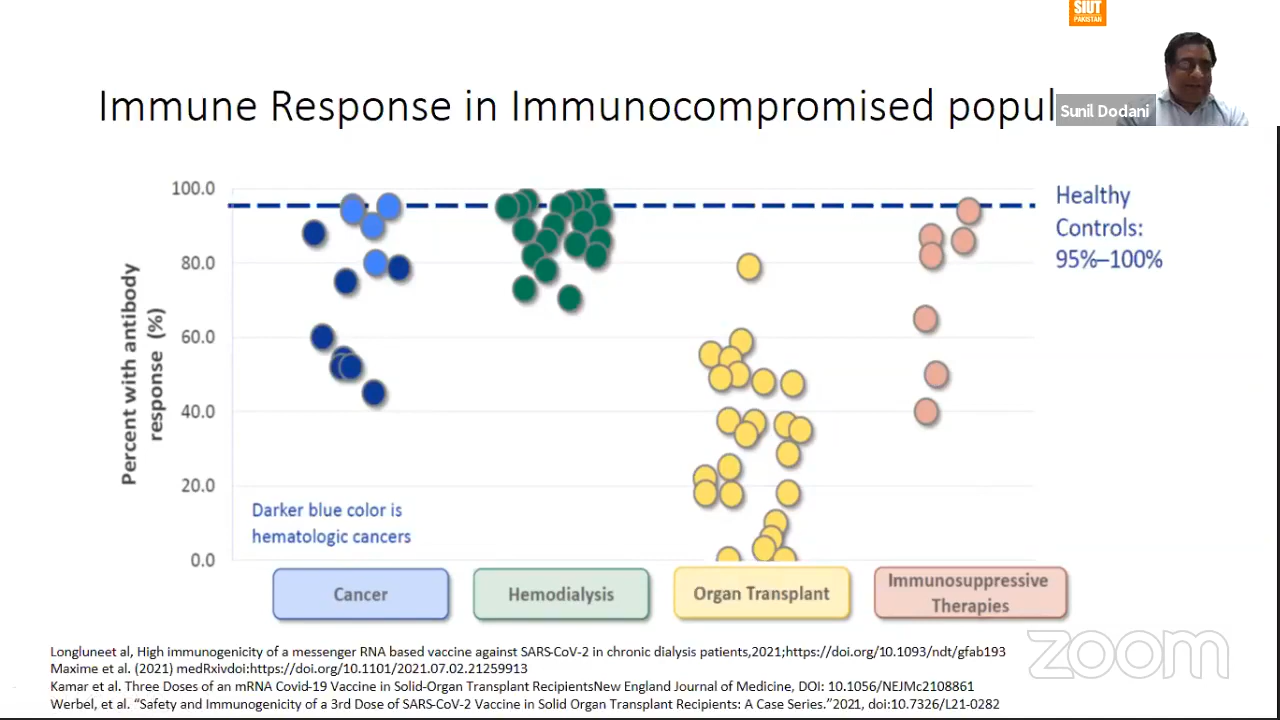 SIUT
PAKISTAN
Immune Response in Immunocompromised popul
Sunil Dodani
Percent with antibody
response (%)
100.0
80.0
60.0
40.0
20.0
0.0
Healthy
Controls:
95%–100%
Darker blue color is
hematologic cancers
Cancer
Hemodialysis
Organ Transplant
Immunosuppressive
Therapies
Longluneet al, High immunogenicity of a messenger RNA based vaccine against SARS-CoV-2 in chronic dialysis patients,2021;https://doi.org/10.1093/ndt/gfab193
Maxime et al. (2021) medRxivdoi:https://doi.org/10.1101/2021.07.02.21259913
Kamar et al. Three Doses of an mRNA Covid-19 Vaccine in Solid-Organ Transplant RecipientsNew England Journal of Medicine, DOI: 10.1056/NEJMc2108861
Werbel, et al. “Safety and Immunogenicity of a 3rd Dose of SARS-CoV-2 Vaccine in Solid Organ Transplant Recipients: A Case Series.”2021, doi:10.7326/L21-0282
zoom